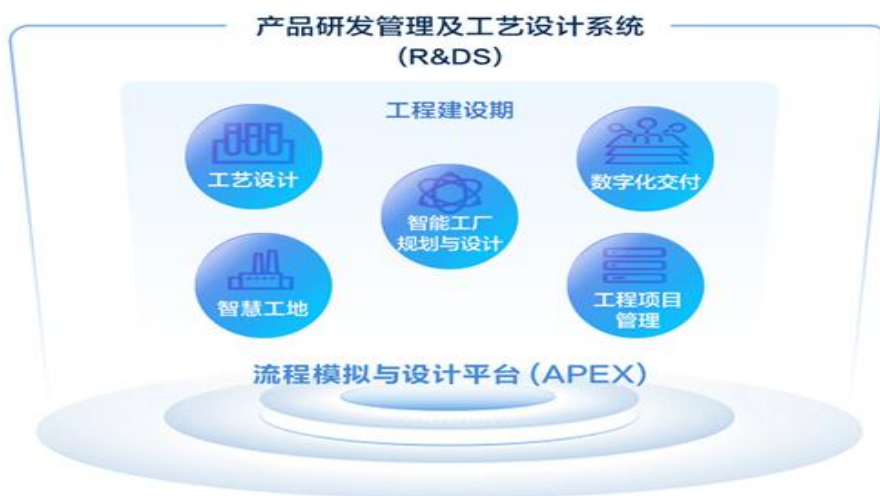 产品研发管理及工艺设计系统
(R&DS)
工程建设期
工艺设计
数字化交付
智能工厂
规划与设计
智慧工地
工程项目
管理
流程模拟与设计平台 (APEX)